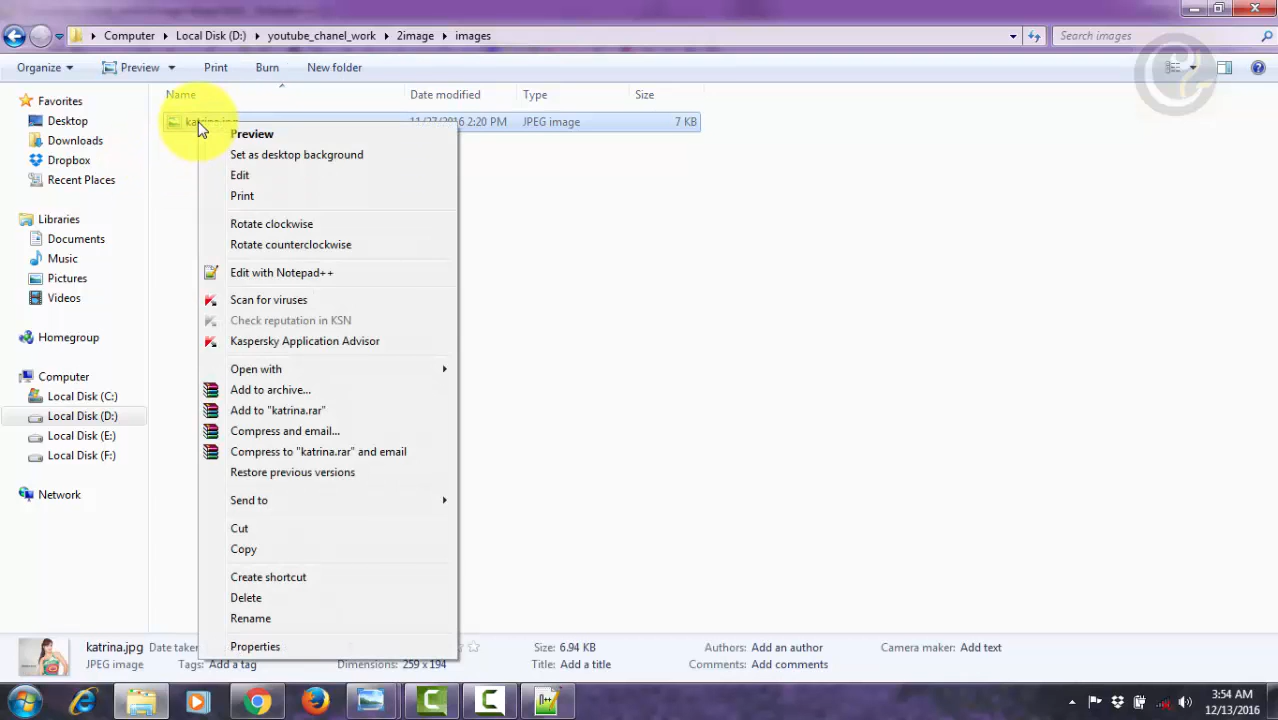 Computer Local Disk (D:) youtube_chanel_work 2image images Search images
Organize Preview Print Burn New folder
Name Date modified Type Size
Favorites
Desktop
Downloads
Dropbox
Recent Places
Libraries
Documents
Music
Pictures
Videos
Homegroup
Computer
Local Disk (C:)
Local Disk (D:)
Local Disk (E:)
Local Disk (F:)
Network
katrina.jpg 11/27/2016 2:20 PM JPEG image 7 KB
Preview
Set as desktop background
Edit
Print
Rotate clockwise
Rotate counterclockwise
Edit with Notepad++
Scan for viruses
Check reputation in KSN
Kaspersky Application Advisor
Open with
Add to archive...
Add to "katrina.rar"
Compress and email...
Compress to "katrina.rar" and email
Restore previous versions
Send to
Cut
Copy
Create shortcut
Delete
Rename
Properties
katrina.jpg Date taken Size: 6.94 KB Authors: Add an author Camera maker: Add text
JPEG image Tags: Add a tag Dimensions: 259 x 194 Title: Add a title Comments: Add comments
3:54 AM
12/13/2016